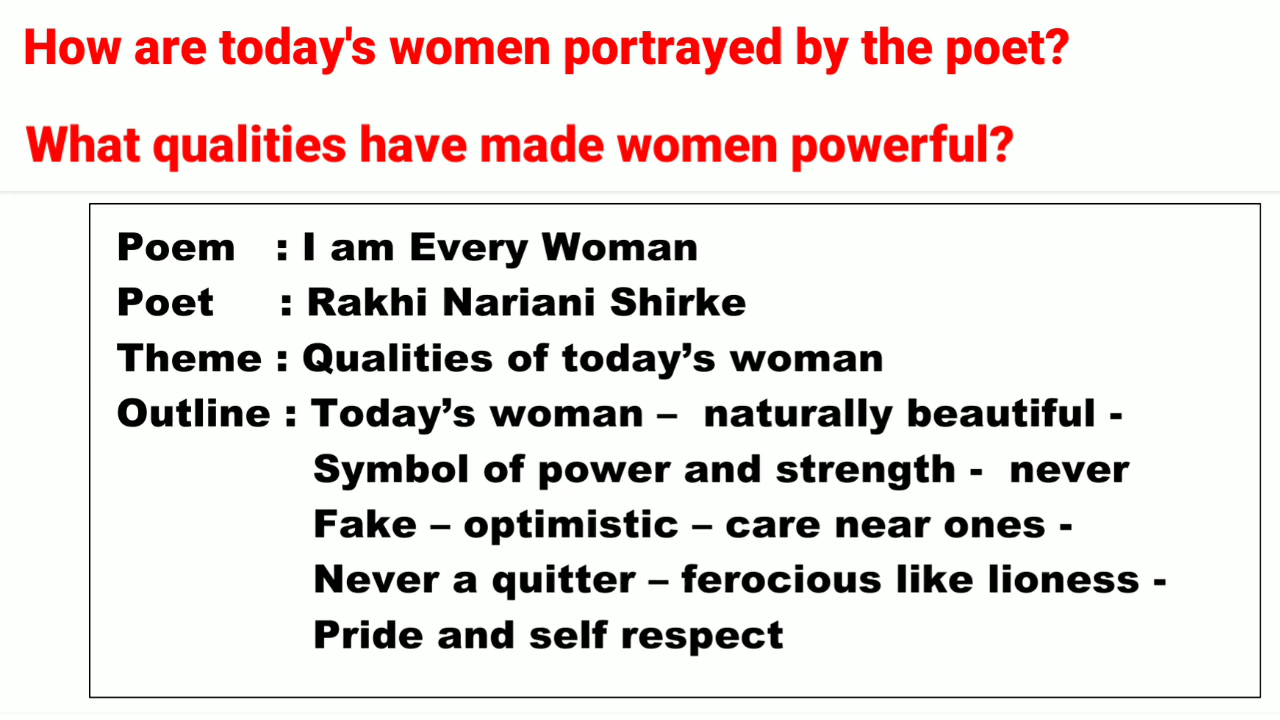 How are today's women portrayed by the poet?
What qualities have made women powerful?
Poem : I am Every Woman
Poet : Rakhi Nariani Shirke
Theme : Qualities of today’s woman
Outline : Today’s woman – naturally beautiful -
Symbol of power and strength - never
Fake – optimistic – care near ones -
Never a quitter – ferocious like lioness -
Pride and self respect